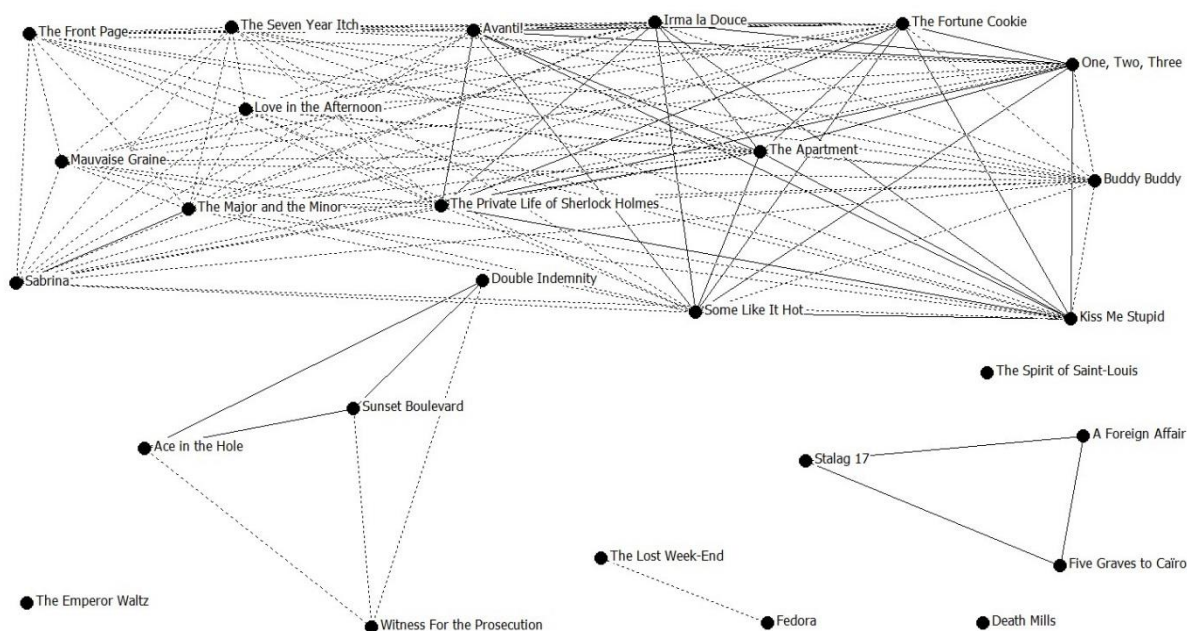 The Front Page
The Seven Year Itch
Avanti!
Irma la Douce
The Fortune Cookie
One, Two, Three
Love in the Afternoon
Mauvaise Graine
The Apartment
Buddy Buddy
The Major and the Minor
The Private Life of Sherlock Holmes
Sabrina
Double Indemnity
Some Like It Hot
Kiss Me Stupid
The Spirit of Saint-Louis
Sunset Boulevard
Ace in the Hole
A Foreign Affair
Stalag 17
The Lost Week-End
Five Graves to Caïro
The Emperor Waltz
Witness For the Prosecution
Fedora
Death Mills